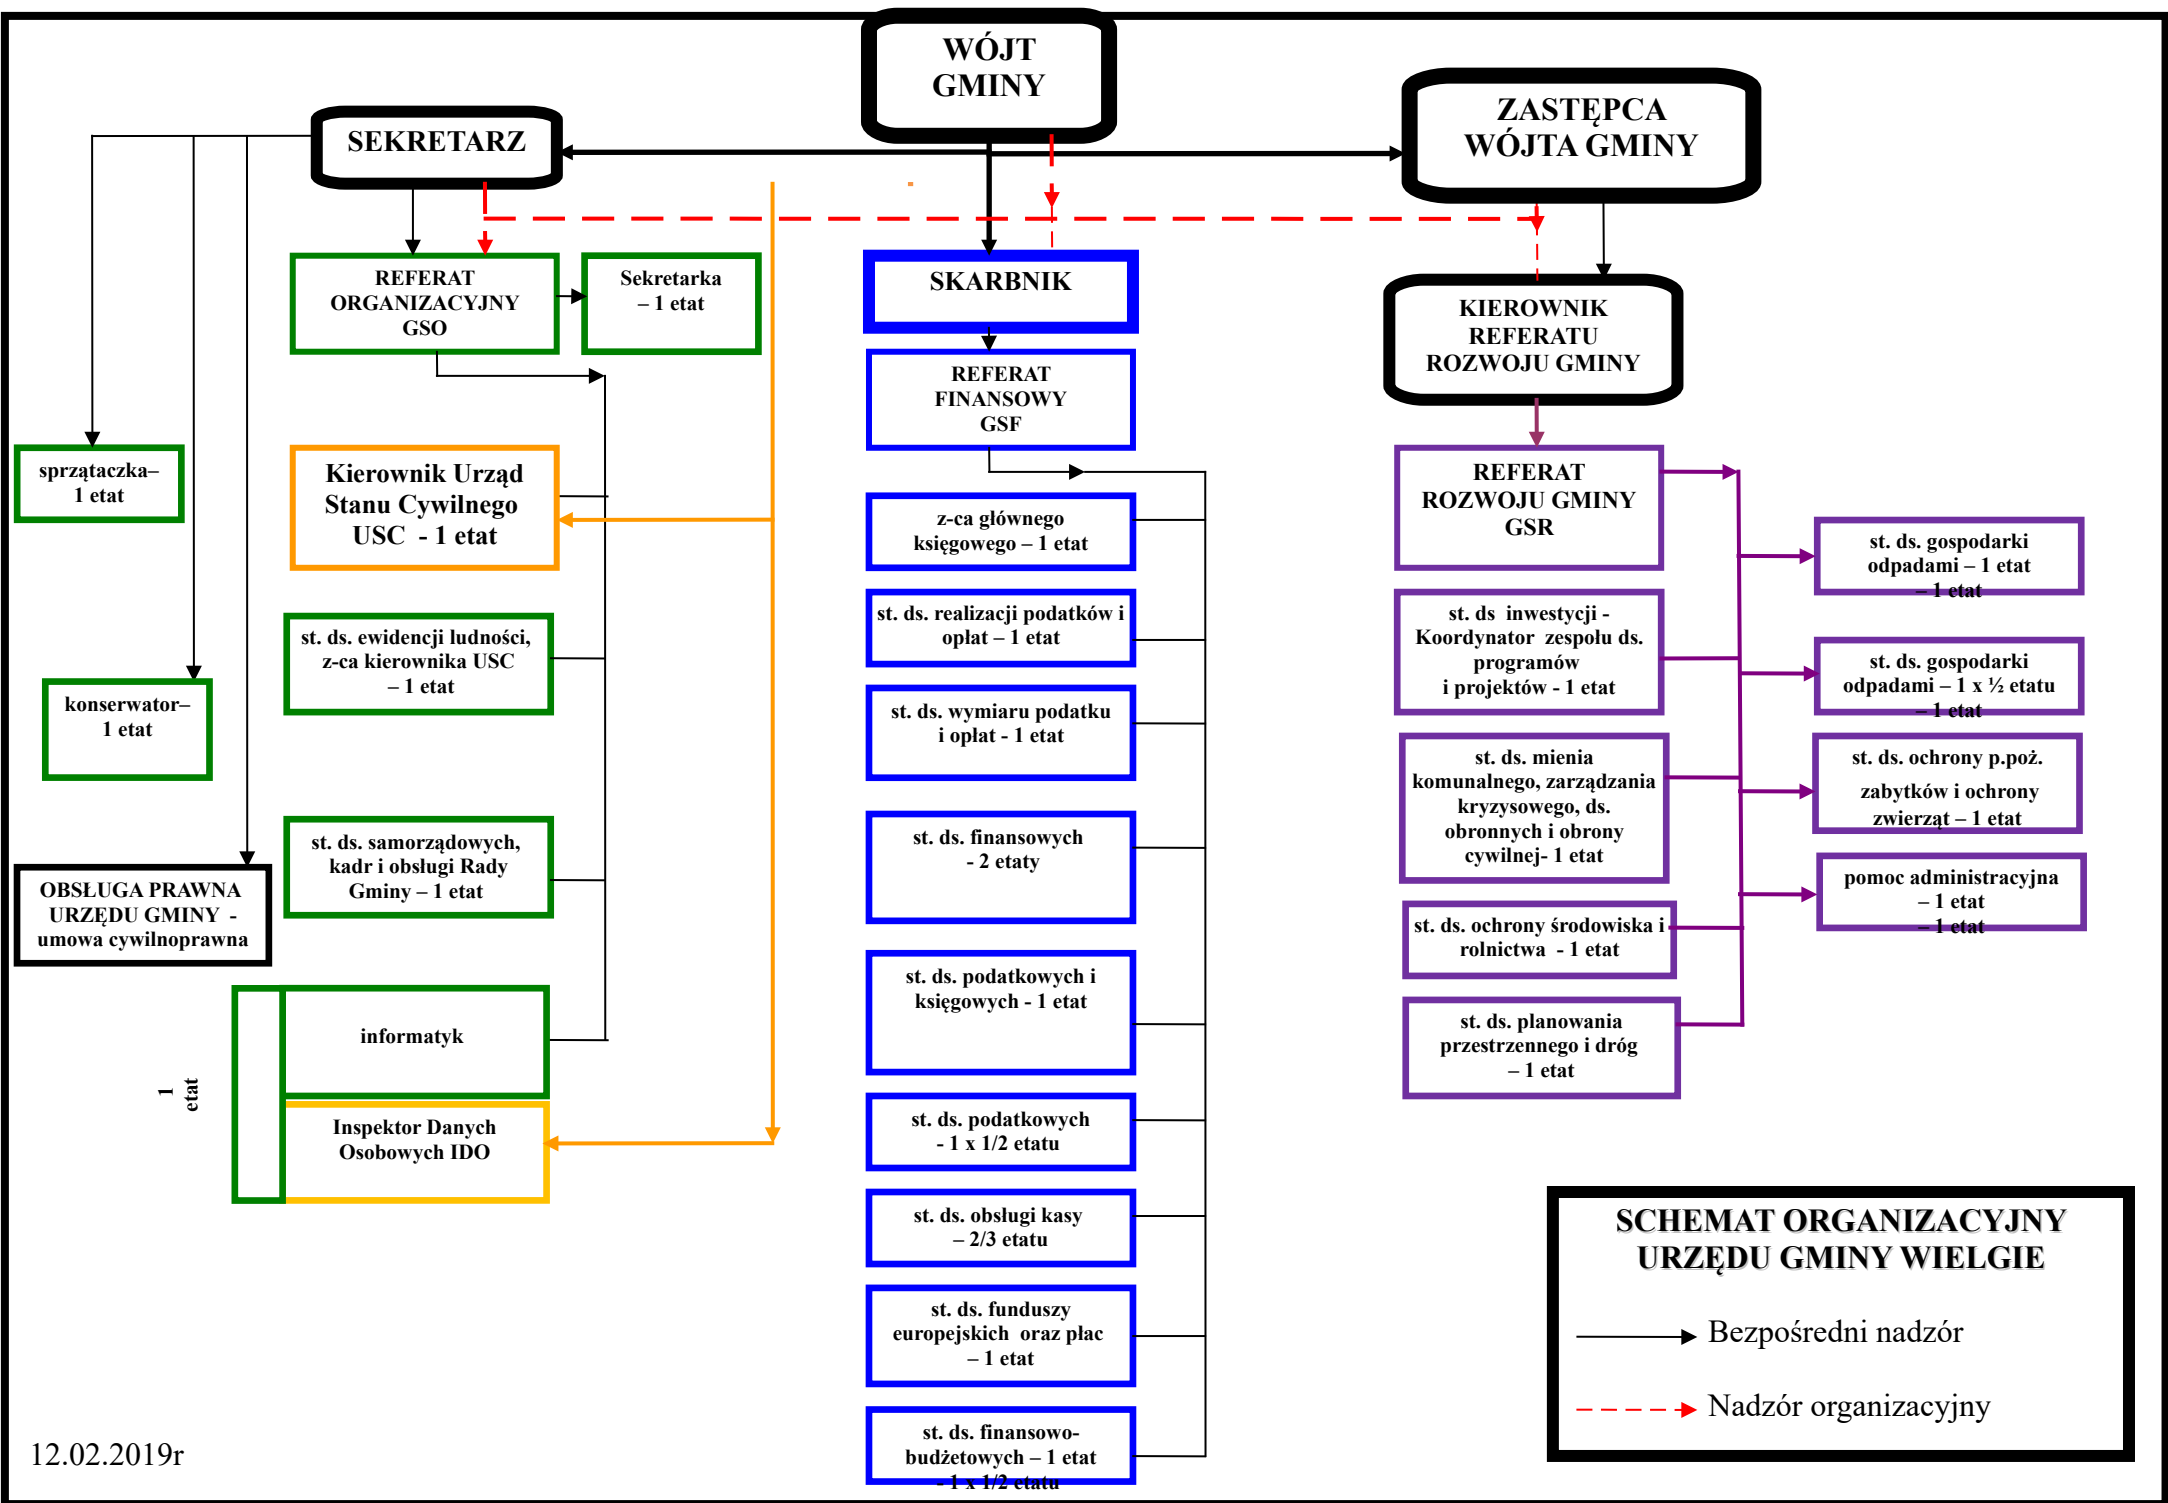 WÓJT
GMINY
ZASTĘPCA
WÓJTA GMINY
SEKRETARZ
REFERAT
ORGANIZACYJNY
GSO
Sekretarka
– 1 etat
SKARBNIK
KIEROWNIK
REFERATU
ROZWOJU GMINY
REFERAT
FINANSOWY
GSF
sprzątaczka–
1 etat
konserwator–
1 etat
OBSŁUGA PRAWNA
URZĘDU GMINY -
umowa cywilnoprawna
Kierownik Urząd
Stanu Cywilnego
USC - 1 etat
st. ds. ewidencji ludności,
z-ca kierownika USC
– 1 etat
st. ds. samorządowych,
kadr i obsługi Rady
Gminy – 1 etat
informatyk
1
etat
Inspektor Danych
Osobowych IDO
z-ca głównego
księgowego – 1 etat
st. ds. realizacji podatków i
opłat – 1 etat
st. ds. wymiaru podatku
i opłat - 1 etat
st. ds. finansowych
- 2 etaty
st. ds. podatkowych i
księgowych - 1 etat
st. ds. podatkowych
- 1 x 1/2 etatu
st. ds. obsługi kasy
– 2/3 etatu
st. ds. funduszy
europejskich oraz płac
– 1 etat
st. ds. finansowo-
budżetowych – 1 etat
- 1 x 1/2 etatu
REFERAT
ROZWOJU GMINY
GSR
st. ds inwestycji -
Koordynator zespołu ds.
programów
i projektów - 1 etat
st. ds. mienia
komunalnego, zarządzania
kryzysowego, ds.
obronnych i obrony
cywilnej- 1 etat
st. ds. ochrony środowiska i
rolnictwa - 1 etat
st. ds. planowania
przestrzennego i dróg
– 1 etat
st. ds. gospodarki
odpadami – 1 etat
– 1 etat
st. ds. gospodarki
odpadami – 1 x ½ etatu
– 1 etat
st. ds. ochrony p.poż.
zabytków i ochrony
zwierząt – 1 etat
pomoc administracyjna
– 1 etat
– 1 etat
SCHEMAT ORGANIZACYJNY
URZĘDU GMINY WIELGIE
Bezpośredni nadzór
Nadzór organizacyjny
12.02.2019r